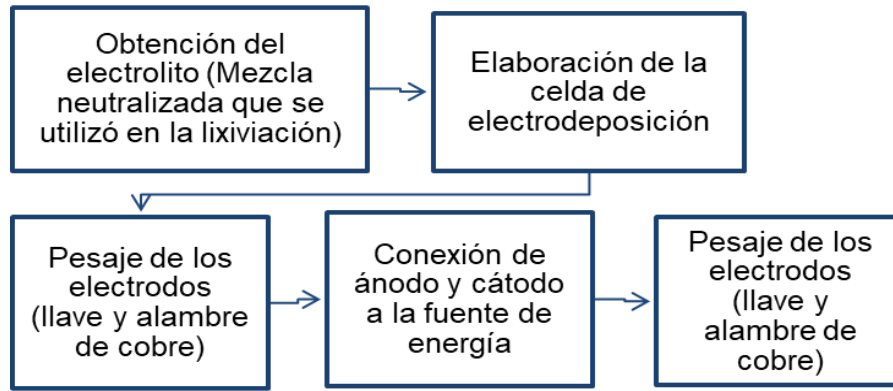 Obtención del
electrolito (Mezcla
neutralizada que se
utilizó en la lixiviación)
Elaboración de la
celda de
electrodeposición
Pesaje de los
electrodos
(llave y alambre
de cobre)
Conexión de
ánodo y cátodo
a la fuente de
energía
Pesaje de los
electrodos
(llave y
alambre de
cobre)